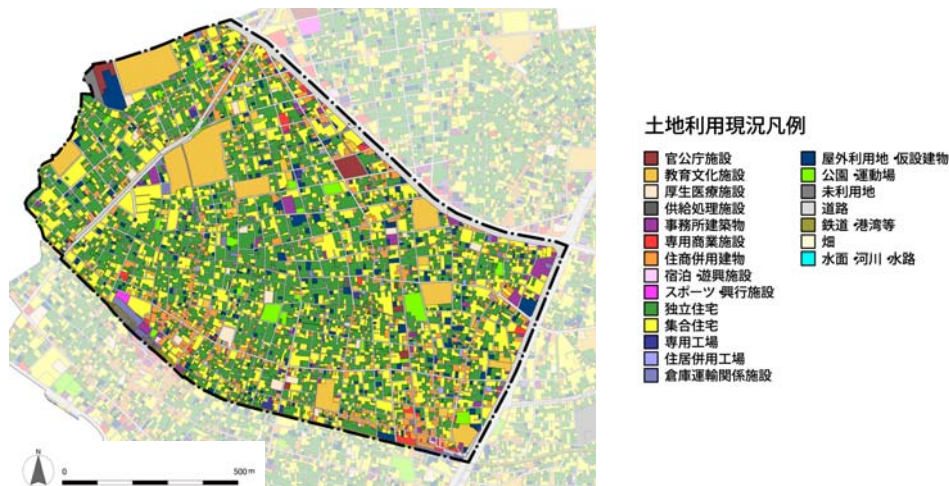 土地利用現況凡例
官公庁施設
教育文化施設
厚生医療施設
供給処理施設
事務所建築物
専用商業施設
住商併用建物
宿泊・遊興施設
スポーツ・興行施設
独立住宅
集合住宅
専用工場
住居併用工場
倉庫運輸関係施設
屋外利用地・仮設建物
公園・運動場
未利用地
道路
鉄道・港湾等
畑
水面・河川・水路
N
0 500m